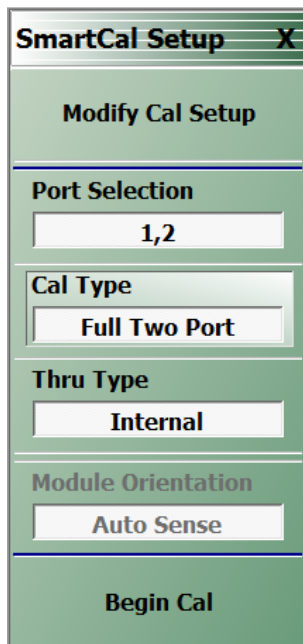 SmartCal Setup X
Modify Cal Setup
Port Selection
1,2
Cal Type
Full Two Port
Thru Type
Internal
Module Orientation
Auto Sense
Begin Cal